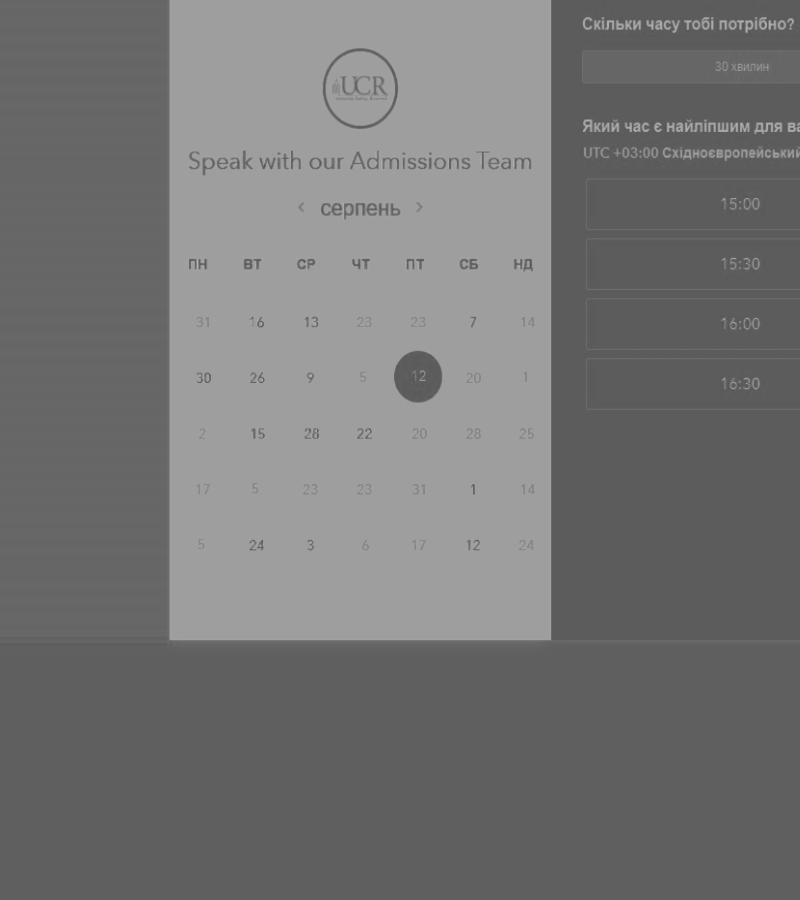 UCR
Speak with our Admissions Team
серпень
ПН ВТ СР ЧТ ПТ СБ НД
31 16 13 23 23 7 14
30 26 9 5 12 20 1
2 15 28 22 20 28 25
17 5 23 23 31 1 14
5 24 3 6 17 12 24
Скільки часу тобі потрібно?
30 хвилин
Який час є найліпшим для ва
UTC +03:00 Східноєвропейський
15:00
15:30
16:00
16:30